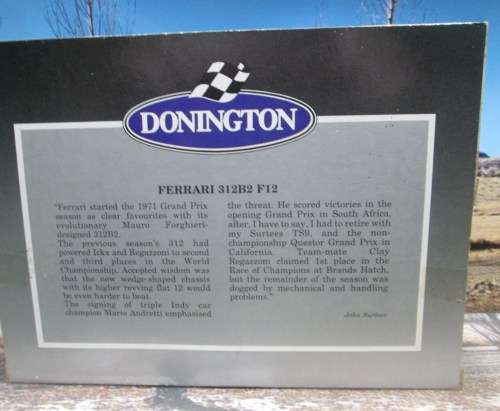 DONINGTON
FERRARI 312B2 F12
"Ferrari started the 1971 Grand Prix
season as clear favourites with its
evolutionary Mauro Forghieri-
designed 312B2.
The previous season's 312 had
powered Ickx and Regazzoni to second
and third places in the World
Championship. Accepted wisdom was
that the new wedge-shaped chassis
with its higher revving flat 12 would
be even harder to beat.
The signing of triple Indy car
champion Mario Andretti emphasised
the threat. He scored victories in the
opening Grand Prix in South Africa,
after, I have to say, I had to retire with
my Surtees TS9, and the non-
championship Questor Grand Prix in
California. Team-mate Clay
Regazzoni claimed 1st place in the
Race of Champions at Brands Hatch,
but the remainder of the season was
dogged by mechanical and handling
problems."
John Surtees